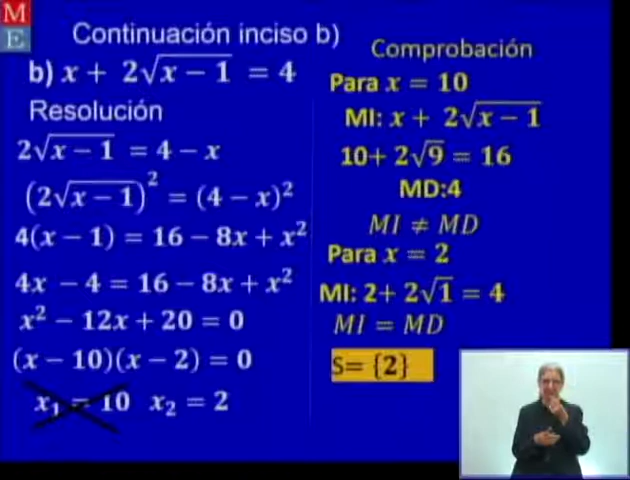 M
E
Continuación inciso b)
b) x + 2√(x − 1) = 4
Resolución
2√(x − 1) = 4 − x
(2√(x − 1))² = (4 − x)²
4(x − 1) = 16 − 8x + x²
4x − 4 = 16 − 8x + x²
x² − 12x + 20 = 0
(x − 10)(x − 2) = 0
x₁ = 10 x₂ = 2
Comprobación
Para x = 10
MI: x + 2√(x − 1)
10+ 2√9 = 16
MD:4
MI ≠ MD
Para x = 2
MI: 2+ 2√1 = 4
MI = MD
S= {2}